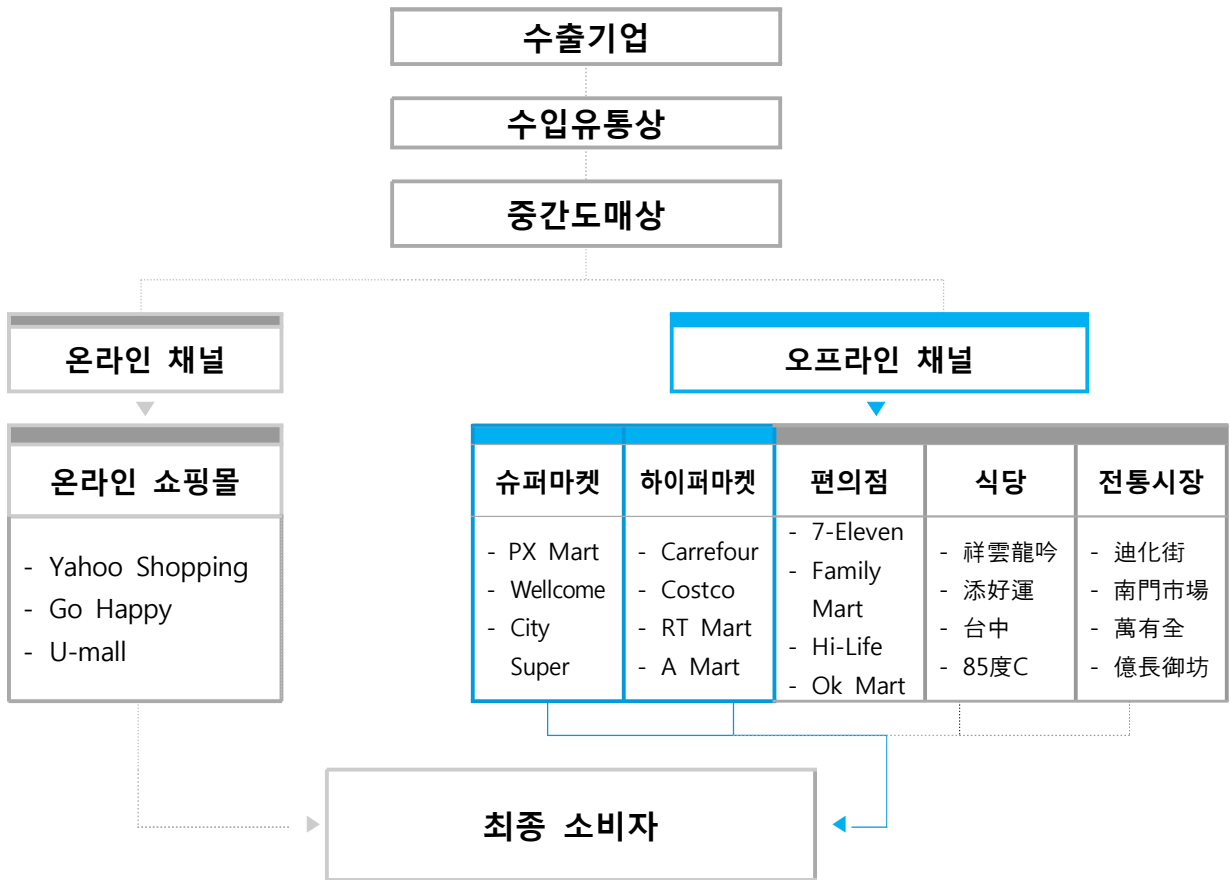 수출기업
수입유통상
중간도매상
온라인 채널
오프라인 채널
온라인 쇼핑몰
- Yahoo Shopping
- Go Happy
- U-mall
슈퍼마켓
- PX Mart
- Wellcome
- City
Super
하이퍼마켓
- Carrefour
- Costco
- RT Mart
- A Mart
편의점
- 7-Eleven
- Family
Mart
- Hi-Life
- Ok Mart
식당
- 祥雲龍吟
- 添好運
- 台中
- 85度C
전통시장
- 迪化街
- 南門市場
- 萬有全
- 億長御坊
최종 소비자